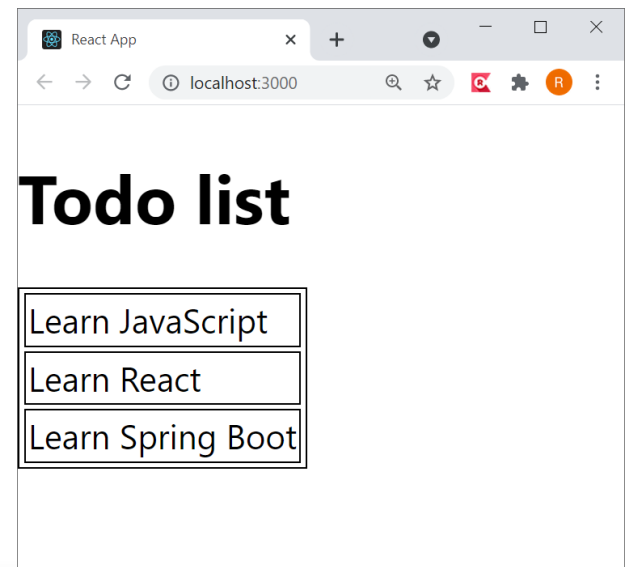 React App
localhost:3000
R
R
Todo list
Learn JavaScript
Learn React
Learn Spring Boot